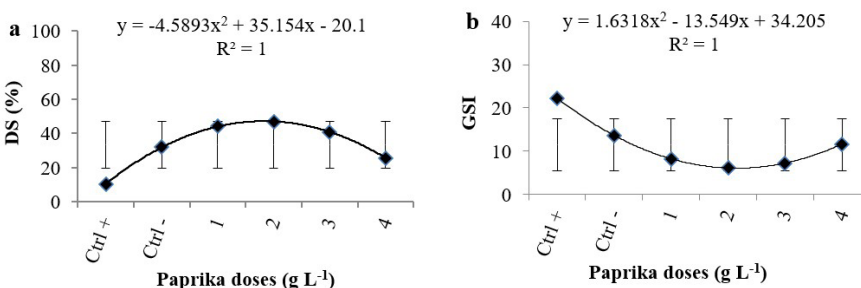 a
y = -4.5893x² + 35.154x - 20.1
R² = 1
100
80
60
40
20
0
DS (%)
Ctrl +
Ctrl -
1
2
3
4
Paprika doses (g L⁻¹)
b
y = 1.6318x² - 13.549x + 34.205
R² = 1
40
30
20
10
0
GSI
Ctrl +
Ctrl -
1
2
3
4
Paprika doses (g L⁻¹)